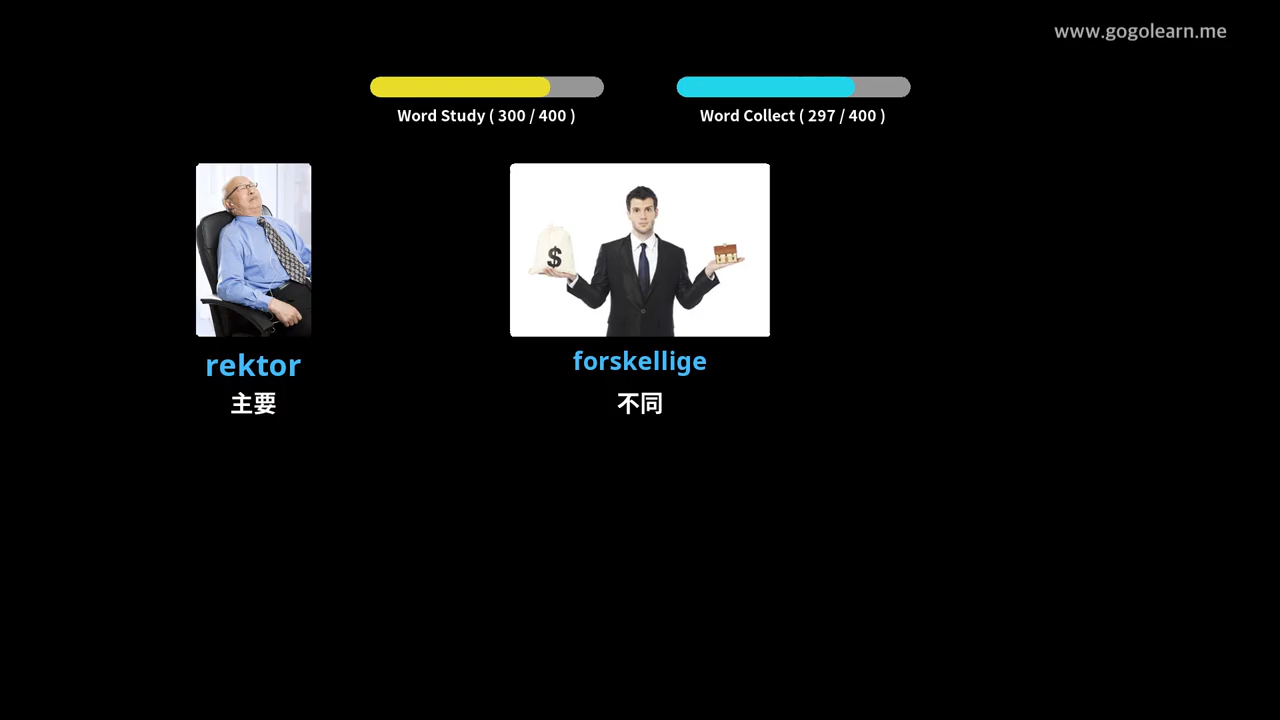 www.gogolearn.me
Word Study ( 300 / 400 )
Word Collect ( 297 / 400 )
$
rektor
forskellige
主要
不同